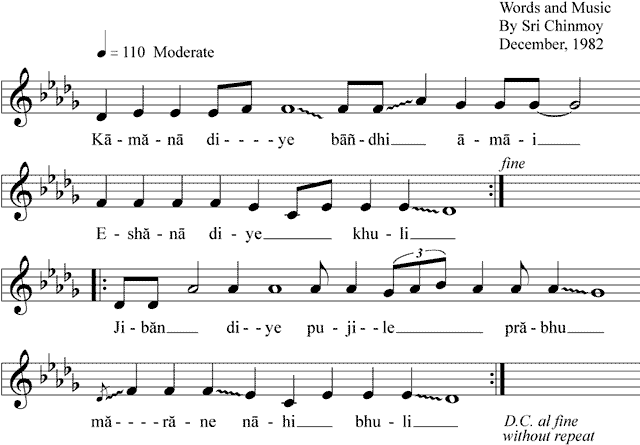 Words and Music
By Sri Chinmoy
December, 1982
= 110 Moderate
Kā - mă - nā di - - - - ye bāñ - dhi ā - mā - i
fine
E - shă - nā di - ye khu - li
3
Ji - băn di - - ye pu - ji - - le pră - bhu
mă - - - - - ră - ne nā - hi bhu - li
D.C. al fine
without repeat